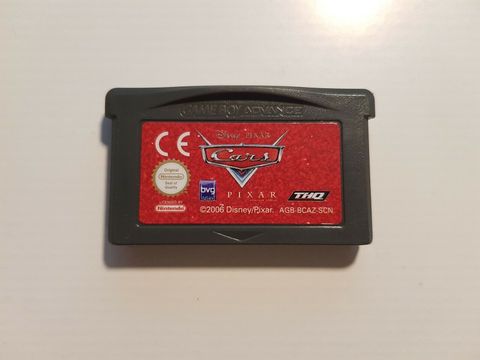 GAME BOY ADVANCE
Disney PIXAR
CE
Cars
Original
Nintendo
Seal of
Quality
LICENSED BY
Nintendo
bvg
PIXAR
THQ
©2006 Disney/Pixar. AGB-BCAZ-SCN